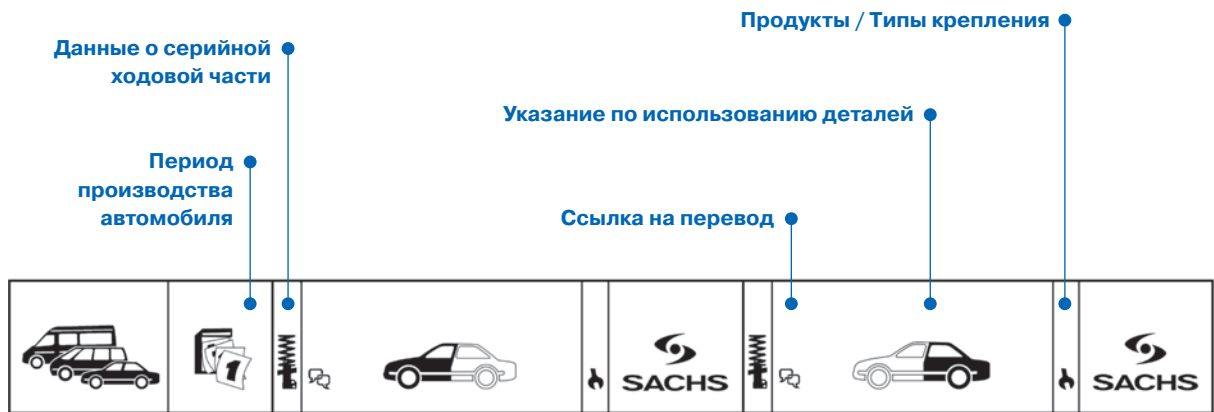 Продукты / Типы крепления
Данные о серийной
ходовой части
Указание по использованию деталей
Период
производства
автомобиля
Ссылка на перевод
1
SACHS
SACHS